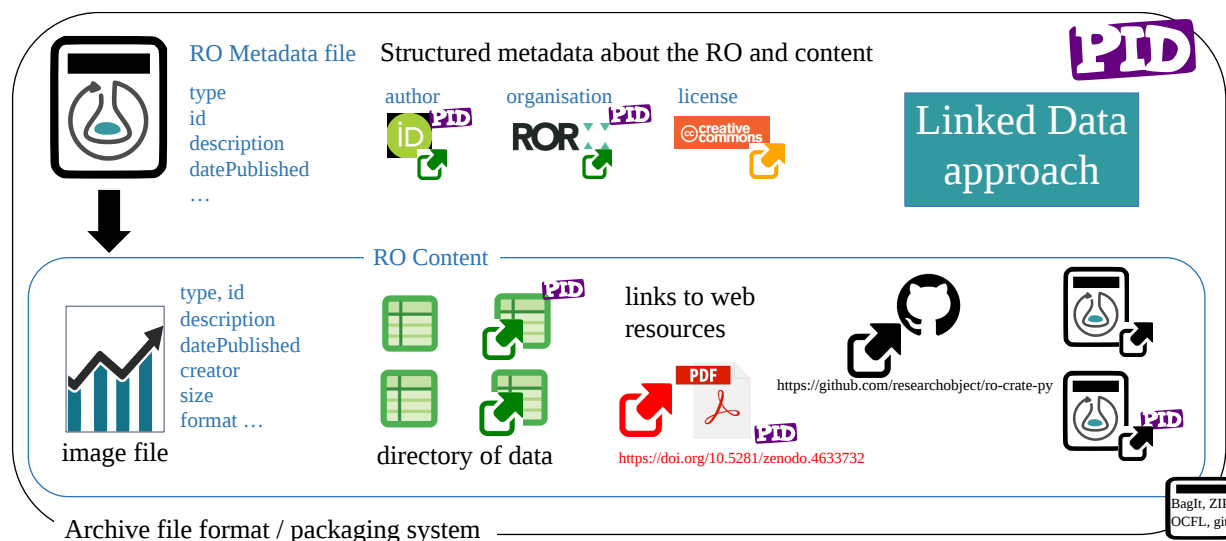 PID
RO Metadata file
Structured metadata about the RO and content
type
id
description
datePublished
…
author
organisation
license
iD
PID
ROR
PID
creative
commons
cc
Linked Data
approach
RO Content
type, id
description
datePublished
creator
size
format …
image file
PID
directory of data
links to web
resources
PDF
PID
https://doi.org/10.5281/zenodo.4633732
https://github.com/researchobject/ro-crate-py
PID
Archive file format / packaging system
BagIt, ZIP
OCFL, git